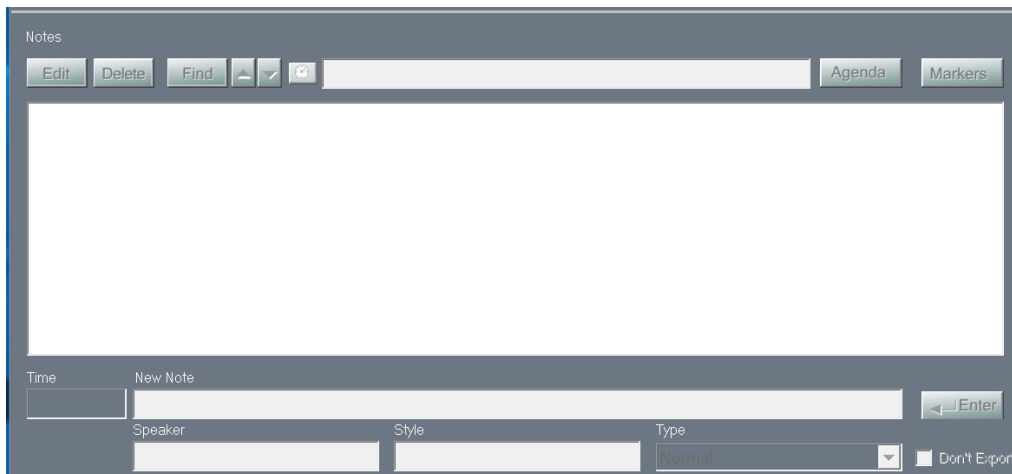 Notes
Edit Delete Find Agenda Markers
Time New Note
Enter
Speaker Style Type
Normal Don't Expor